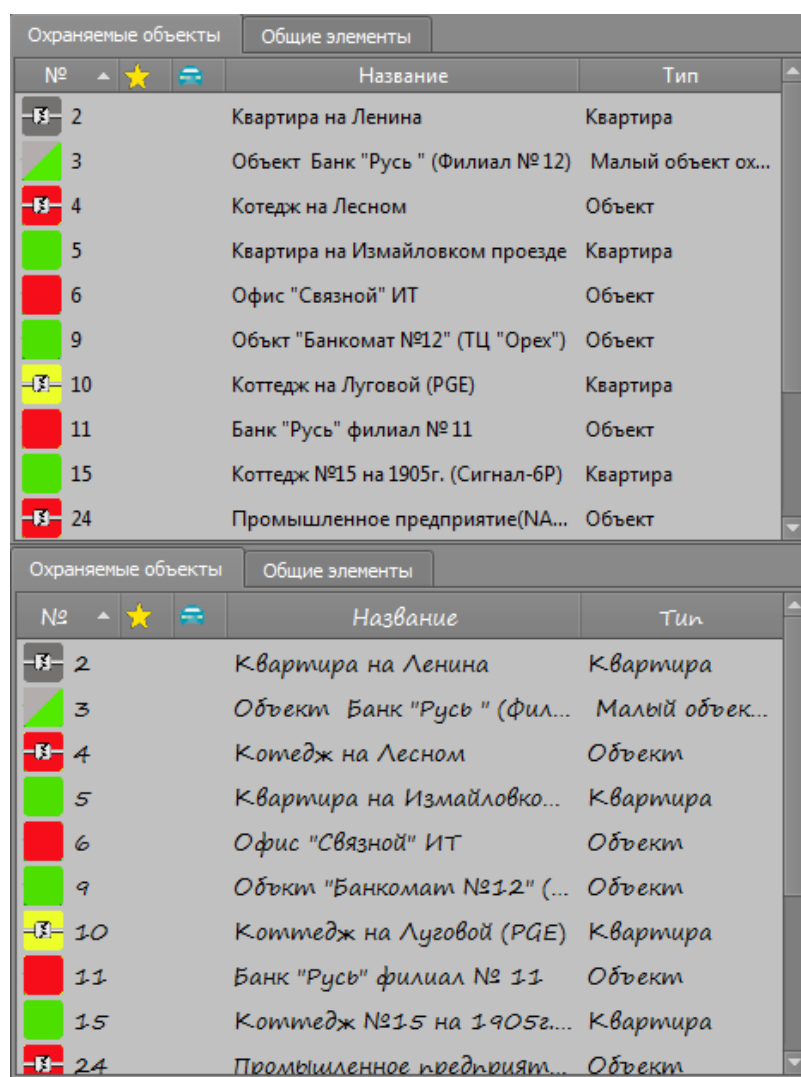 Охраняемые объекты Общие элементы
№ Название Тип
2 Квартира на Ленина Квартира
3 Объект Банк "Русь " (Филиал № 12) Малый объект ох...
4 Котедж на Лесном Объект
5 Квартира на Измайловком проезде Квартира
6 Офис "Связной" ИТ Объект
9 Объкт "Банкомат №12" (ТЦ "Орех") Объект
10 Коттедж на Луговой (PGE) Квартира
11 Банк "Русь" филиал № 11 Объект
15 Коттедж №15 на 1905г. (Сигнал-6Р) Квартира
24 Промышленное предприятие(NA... Объект
Охраняемые объекты Общие элементы
№ Название Тип
2 Квартира на Ленина Квартира
3 Объект Банк "Русь " (Фил... Малый объек...
4 Котедж на Лесном Объект
5 Квартира на Измайловко... Квартира
6 Офис "Связной" ИТ Объект
9 Объкт "Банкомат №12" (... Объект
10 Коттедж на Луговой (PGE) Квартира
11 Банк "Русь" филиал № 11 Объект
15 Коттедж №15 на 1905г.... Квартира
24 Промышленное предприят... Объект